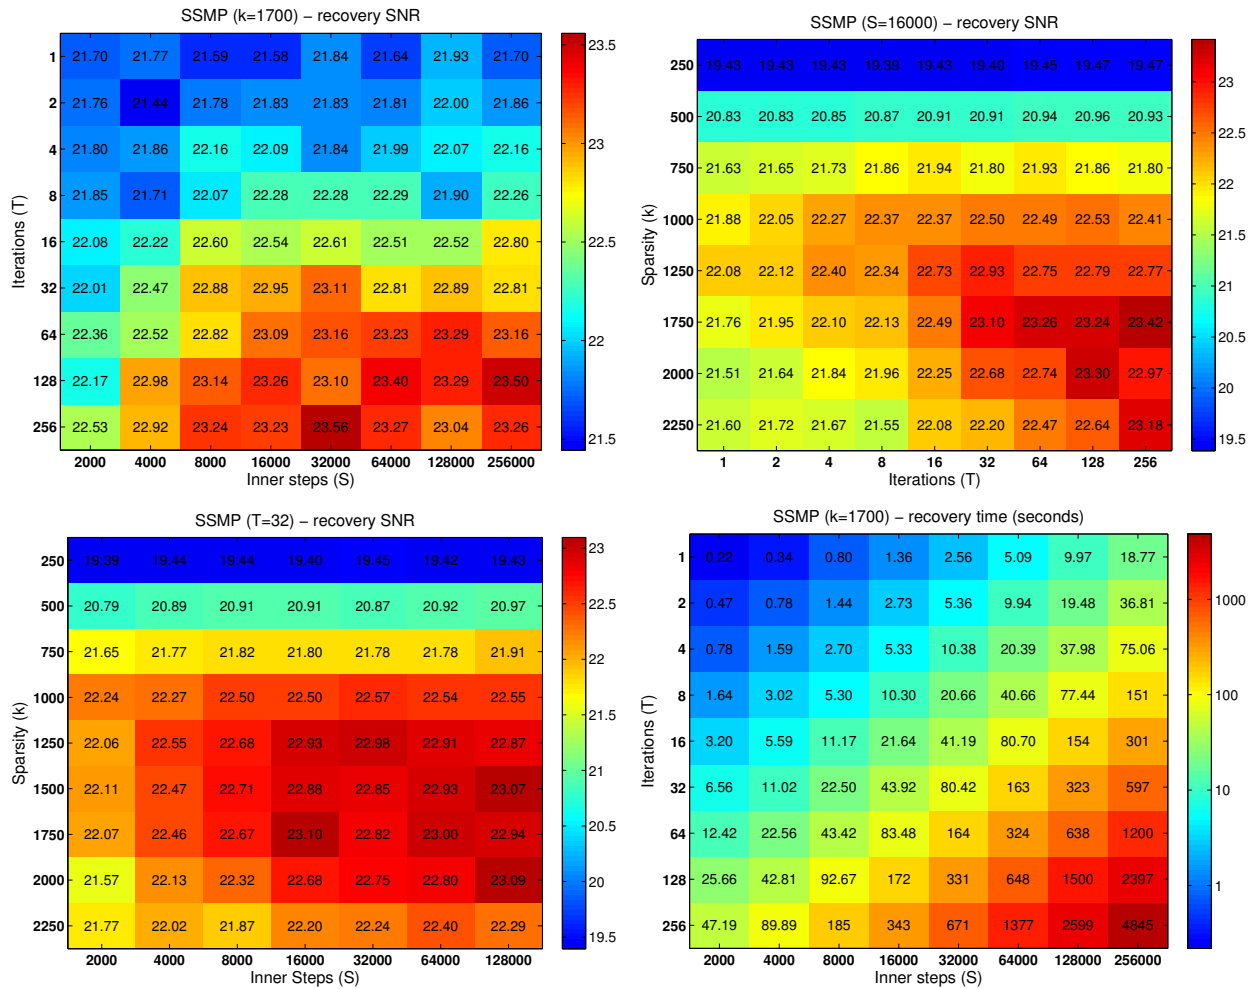 SSMP (k=1700) – recovery SNR
Iterations (T)
1 21.70 21.77 21.59 21.58 21.84 21.64 21.93 21.70
2 21.76 21.44 21.78 21.83 21.83 21.81 22.00 21.86
4 21.80 21.86 22.16 22.09 21.84 21.99 22.07 22.16
8 21.85 21.71 22.07 22.28 22.28 22.29 21.90 22.26
16 22.08 22.22 22.60 22.54 22.61 22.51 22.52 22.80
32 22.01 22.47 22.88 22.95 23.11 22.81 22.89 22.81
64 22.36 22.52 22.82 23.09 23.16 23.23 23.29 23.16
128 22.17 22.98 23.14 23.26 23.10 23.40 23.29 23.50
256 22.53 22.92 23.24 23.23 23.56 23.27 23.04 23.26
2000 4000 8000 16000 32000 64000 128000 256000
Inner steps (S)
23.5
23
22.5
22
21.5
SSMP (S=16000) – recovery SNR
Sparsity (k)
250 19.43 19.43 19.43 19.39 19.43 19.40 19.45 19.47 19.47
500 20.83 20.83 20.85 20.87 20.91 20.91 20.94 20.96 20.93
750 21.63 21.65 21.73 21.86 21.94 21.80 21.93 21.86 21.80
1000 21.88 22.05 22.27 22.37 22.37 22.50 22.49 22.53 22.41
1250 22.08 22.12 22.40 22.34 22.73 22.93 22.75 22.79 22.77
1750 21.76 21.95 22.10 22.13 22.49 23.10 23.26 23.24 23.42
2000 21.51 21.64 21.84 21.96 22.25 22.68 22.74 23.30 22.97
2250 21.60 21.72 21.67 21.55 22.08 22.20 22.47 22.64 23.18
1 2 4 8 16 32 64 128 256
Iterations (T)
23
22.5
22
21.5
21
20.5
20
19.5
SSMP (T=32) – recovery SNR
Sparsity (k)
250 19.39 19.44 19.44 19.40 19.45 19.42 19.43
500 20.79 20.89 20.91 20.91 20.87 20.92 20.97
750 21.65 21.77 21.82 21.80 21.78 21.78 21.91
1000 22.24 22.27 22.50 22.50 22.57 22.54 22.55
1250 22.06 22.55 22.68 22.93 22.98 22.91 22.87
1500 22.11 22.47 22.71 22.88 22.85 22.93 23.07
1750 22.07 22.46 22.67 23.10 22.82 23.00 22.94
2000 21.57 22.13 22.32 22.68 22.75 22.80 23.09
2250 21.77 22.02 21.87 22.20 22.24 22.40 22.29
2000 4000 8000 16000 32000 64000 128000
Inner Steps (S)
23
22.5
22
21.5
21
20.5
20
19.5
SSMP (k=1700) – recovery time (seconds)
Iterations (T)
1 0.22 0.34 0.80 1.36 2.56 5.09 9.97 18.77
2 0.47 0.78 1.44 2.73 5.36 9.94 19.48 36.81
4 0.78 1.59 2.70 5.33 10.38 20.39 37.98 75.06
8 1.64 3.02 5.30 10.30 20.66 40.66 77.44 151
16 3.20 5.59 11.17 21.64 41.19 80.70 154 301
32 6.56 11.02 22.50 43.92 80.42 163 323 597
64 12.42 22.56 43.42 83.48 164 324 638 1200
128 25.66 42.81 92.67 172 331 648 1500 2397
256 47.19 89.89 185 343 671 1377 2599 4845
2000 4000 8000 16000 32000 64000 128000 256000
Inner steps (S)
1000
100
10
1